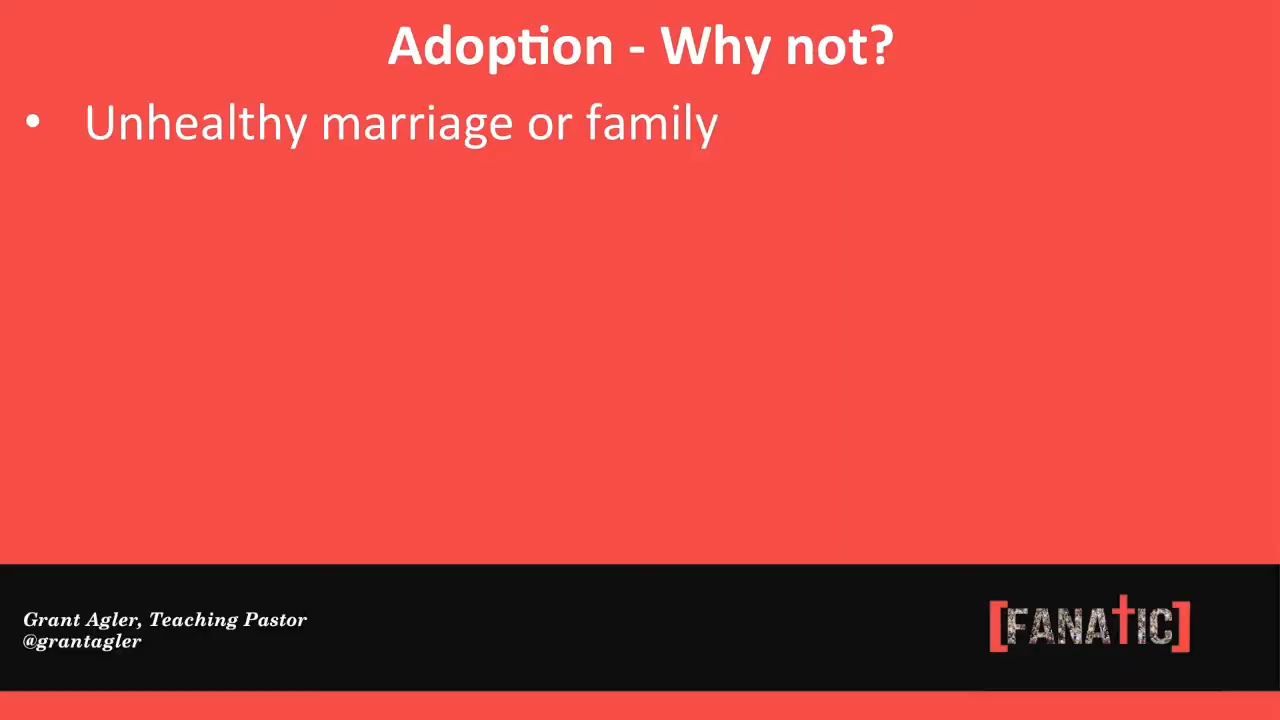 Adoption - Why not?
• Unhealthy marriage or family
Grant Agler, Teaching Pastor
@grantagler
[FANATIC]